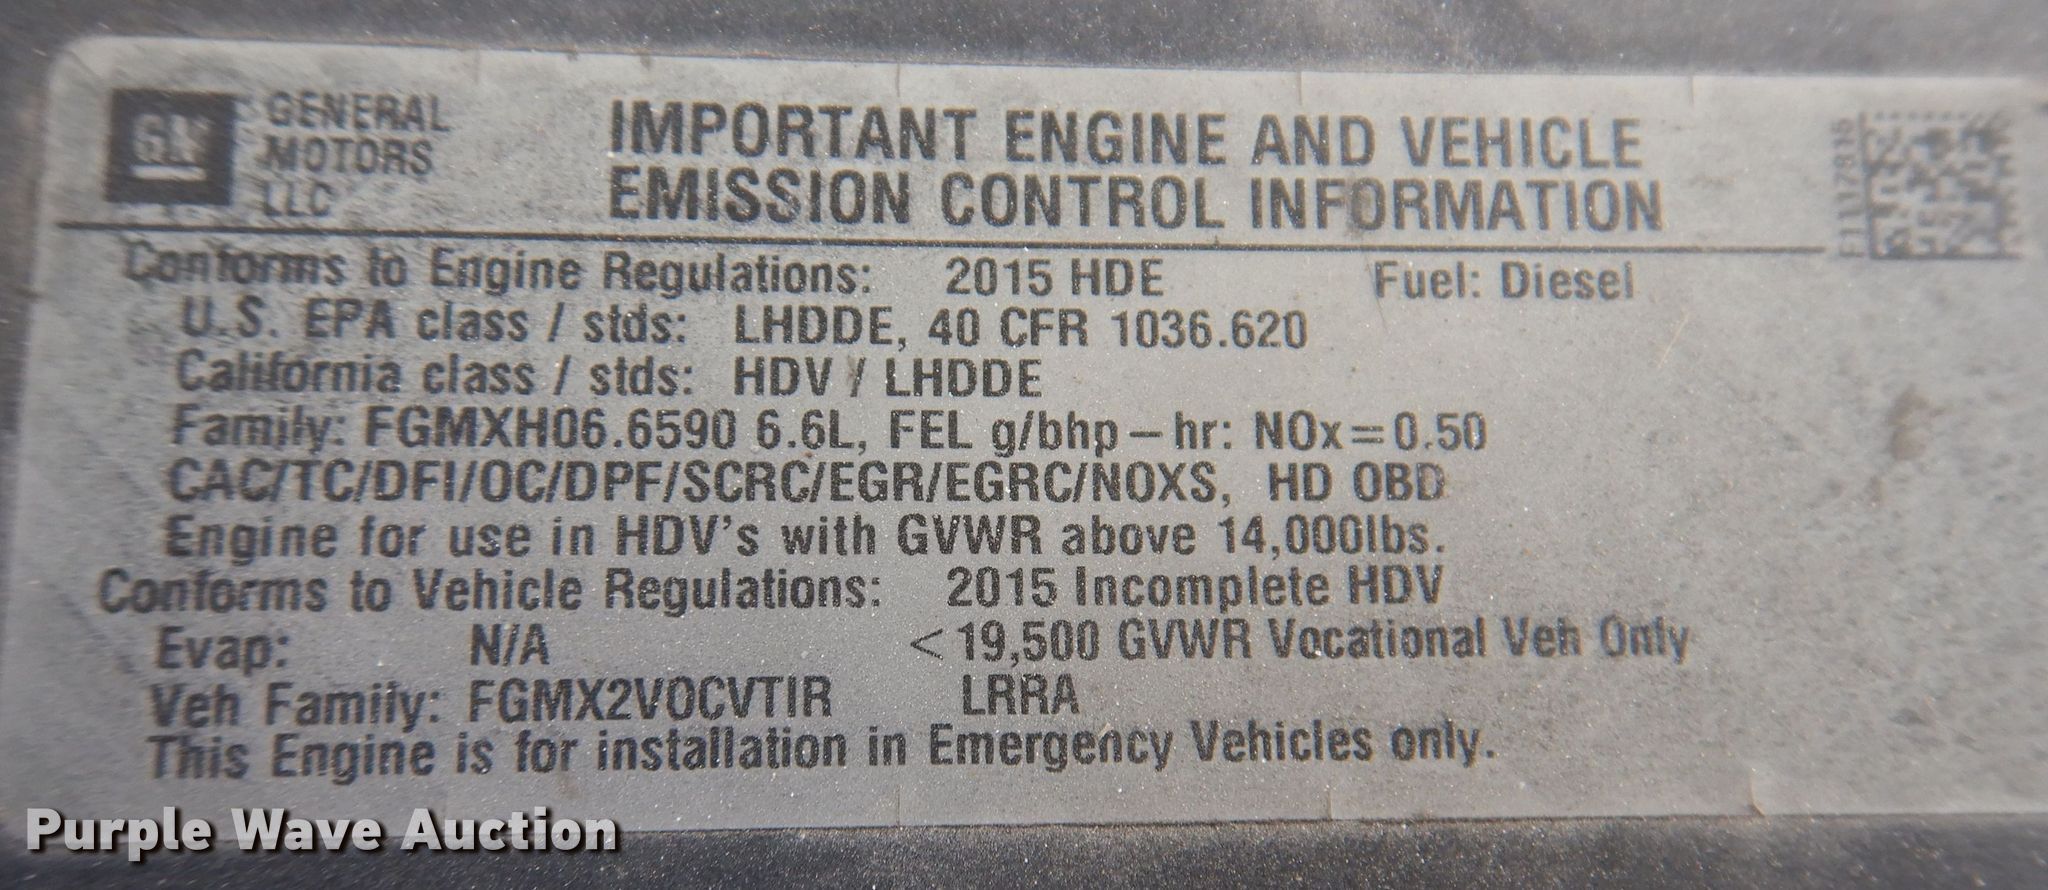 GM
GENERAL
MOTORS
LLC
IMPORTANT ENGINE AND VEHICLE
EMISSION CONTROL INFORMATION
Conforms to Engine Regulations: 2015 HDE Fuel: Diesel
U.S. EPA class / stds: LHDDE, 40 CFR 1036.620
California class / stds: HDV / LHDDE
Family: FGMXH06.6590 6.6L, FEL g/bhp–hr: NOx=0.50
CAC/TC/DFI/OC/DPF/SCRC/EGR/EGRC/NOXS, HD OBD
Engine for use in HDV's with GVWR above 14,000lbs.
Conforms to Vehicle Regulations: 2015 Incomplete HDV
Evap: N/A <19,500 GVWR Vocational Veh Only
Veh Family: FGMX2VOCVTIR LRRA
This Engine is for installation in Emergency Vehicles only.
Purple Wave Auction